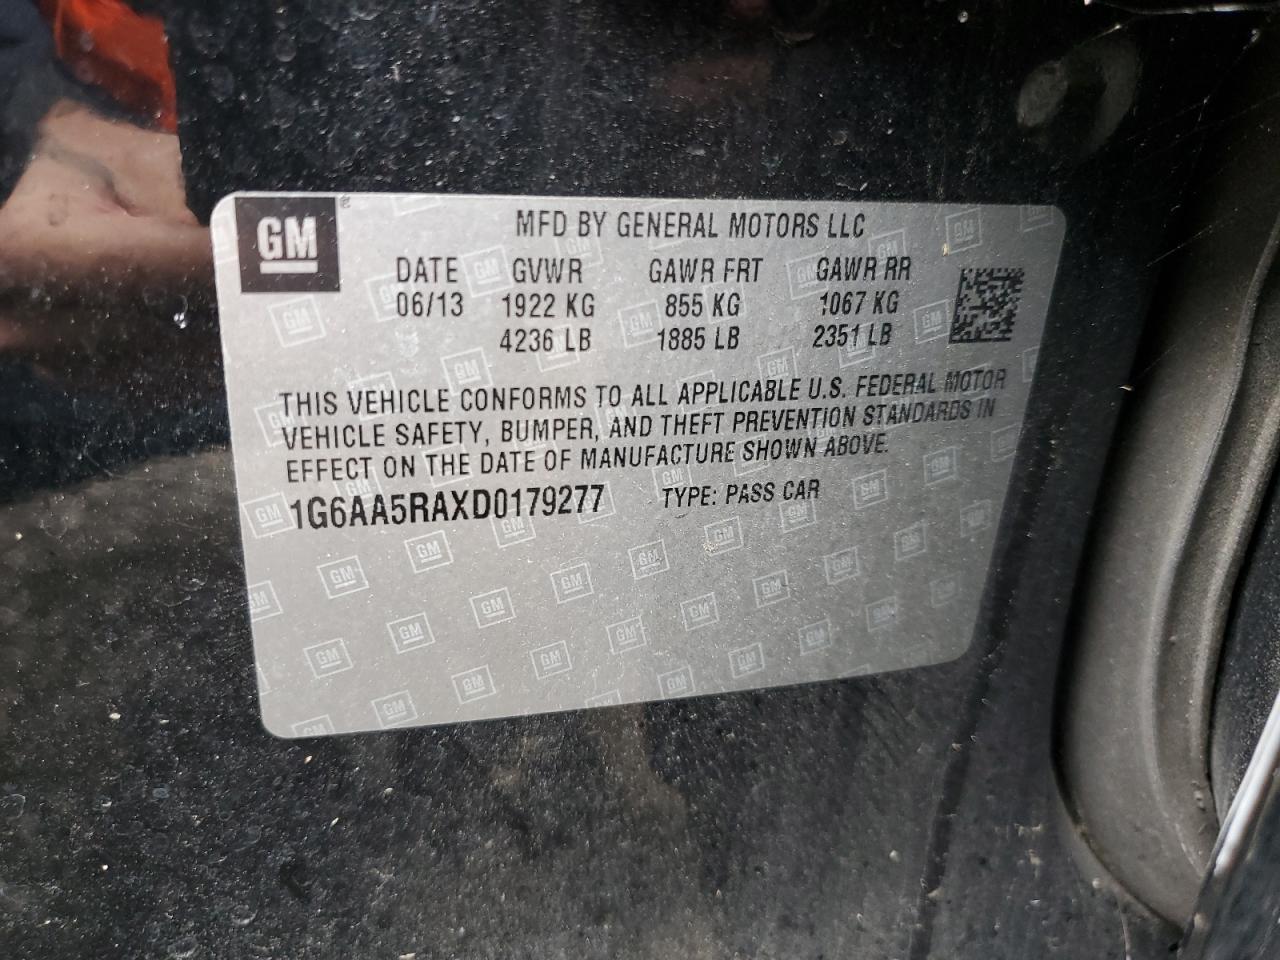 GM
MFD BY GENERAL MOTORS LLC
DATE GVWR GAWR FRT GAWR RR
06/13 1922 KG 855 KG 1067 KG
4236 LB 1885 LB 2351 LB
THIS VEHICLE CONFORMS TO ALL APPLICABLE U.S. FEDERAL MOTOR
VEHICLE SAFETY, BUMPER, AND THEFT PREVENTION STANDARDS IN
EFFECT ON THE DATE OF MANUFACTURE SHOWN ABOVE.
1G6AA5RAXD0179277 TYPE: PASS CAR